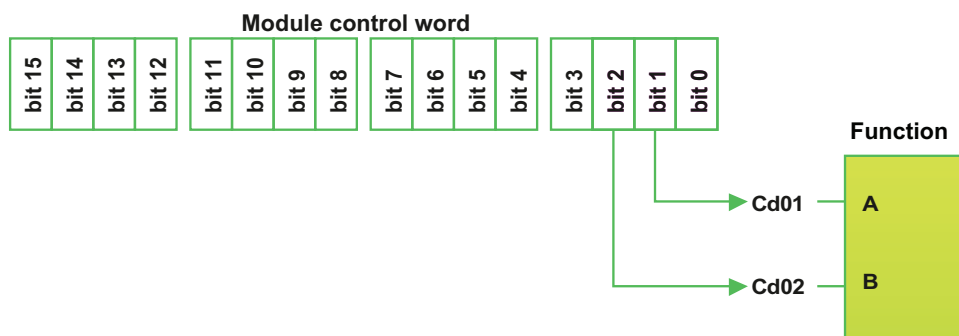 Module control word
bit 15 bit 14 bit 13 bit 12 bit 11 bit 10 bit 9 bit 8 bit 7 bit 6 bit 5 bit 4 bit 3 bit 2 bit 1 bit 0
Function
Cd01 A
Cd02 B